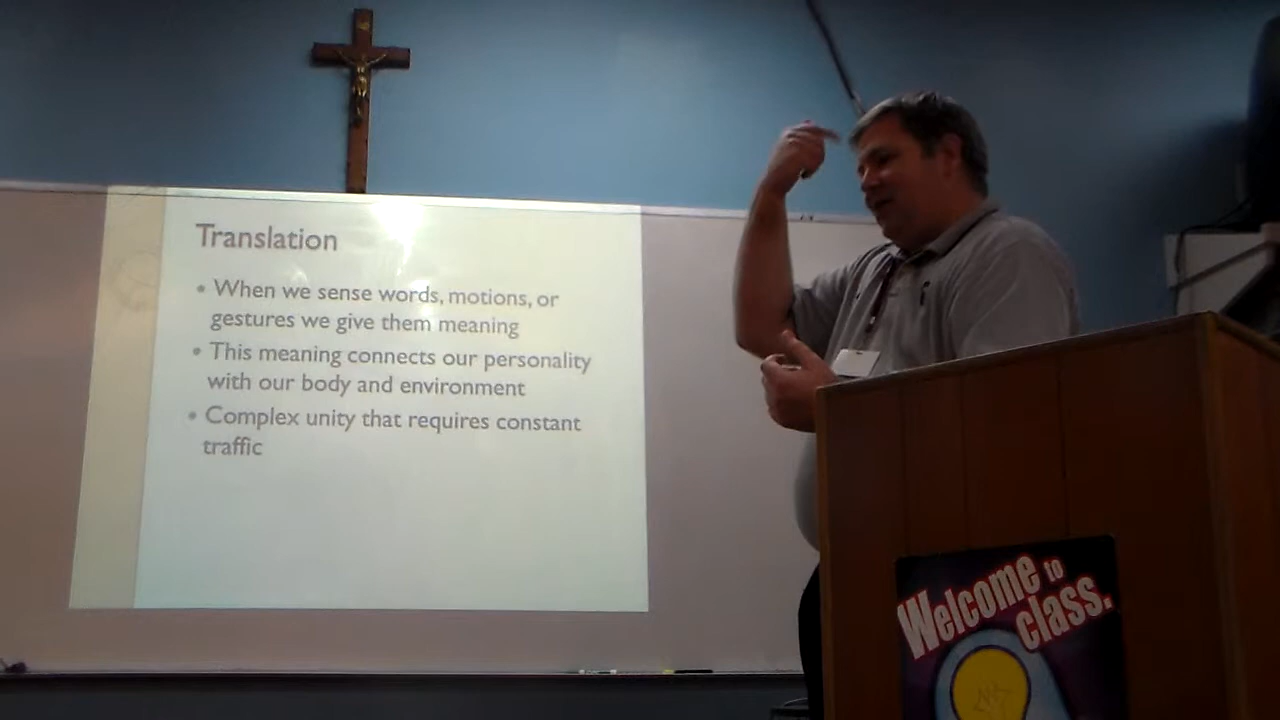 Translation
• When we sense words, motions, or
gestures we give them meaning
• This meaning connects our personality
with our body and environment
• Complex unity that requires constant
traffic
Welcome to
class.